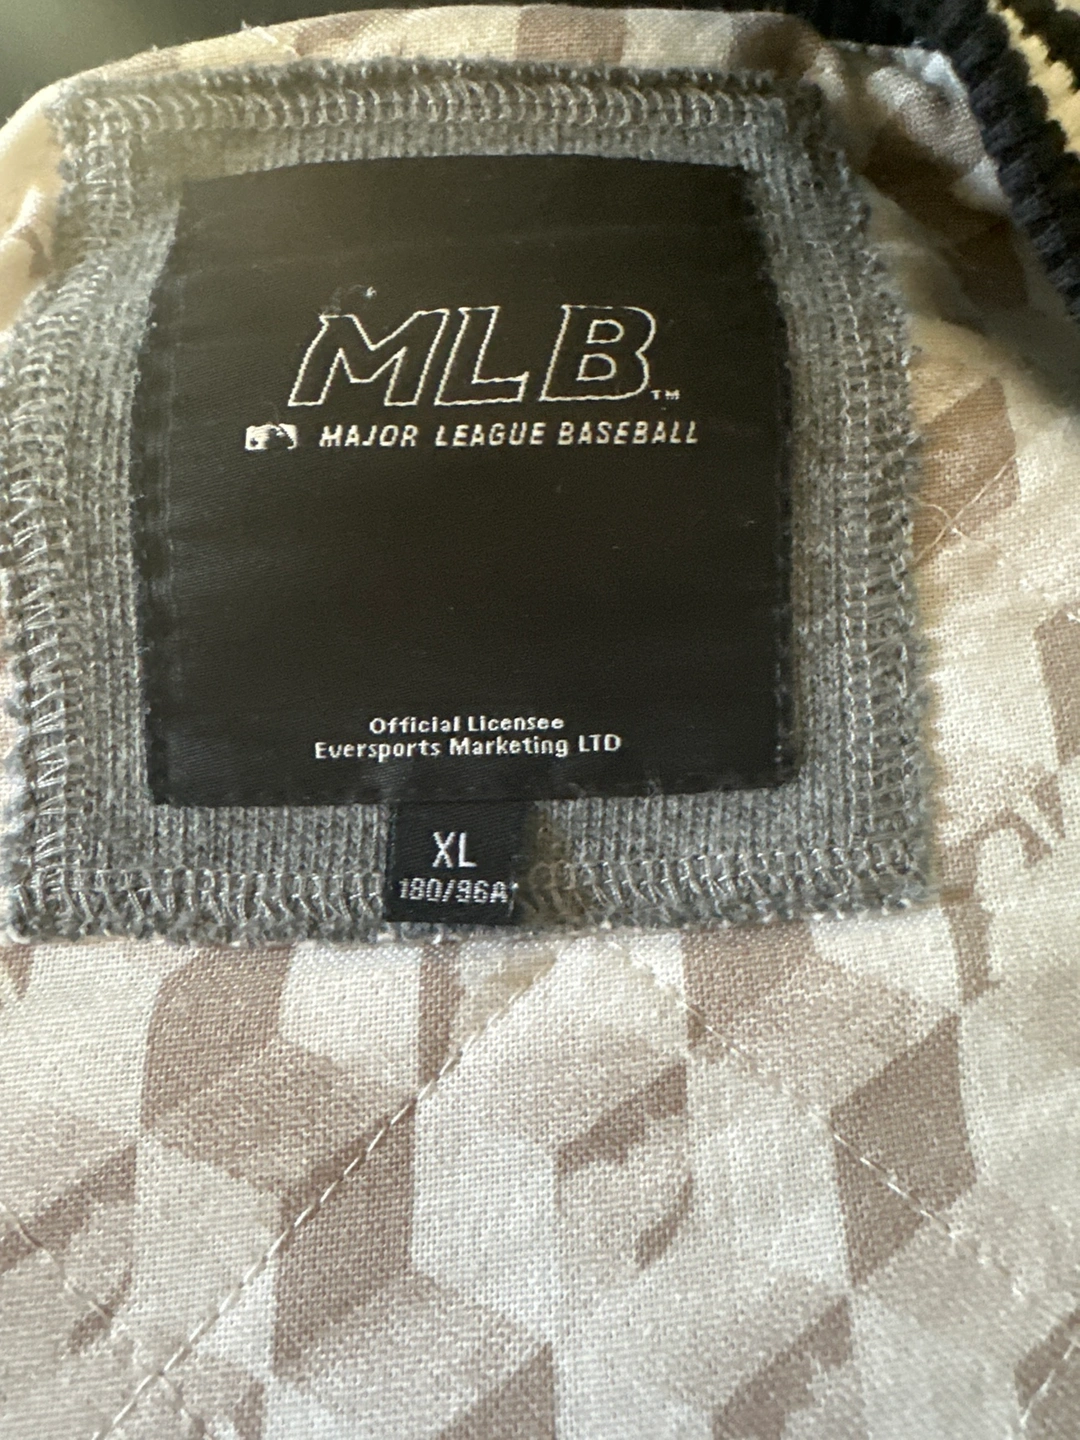 MLB™
MAJOR LEAGUE BASEBALL
Official Licensee
Eversports Marketing LTD
XL
180/96A